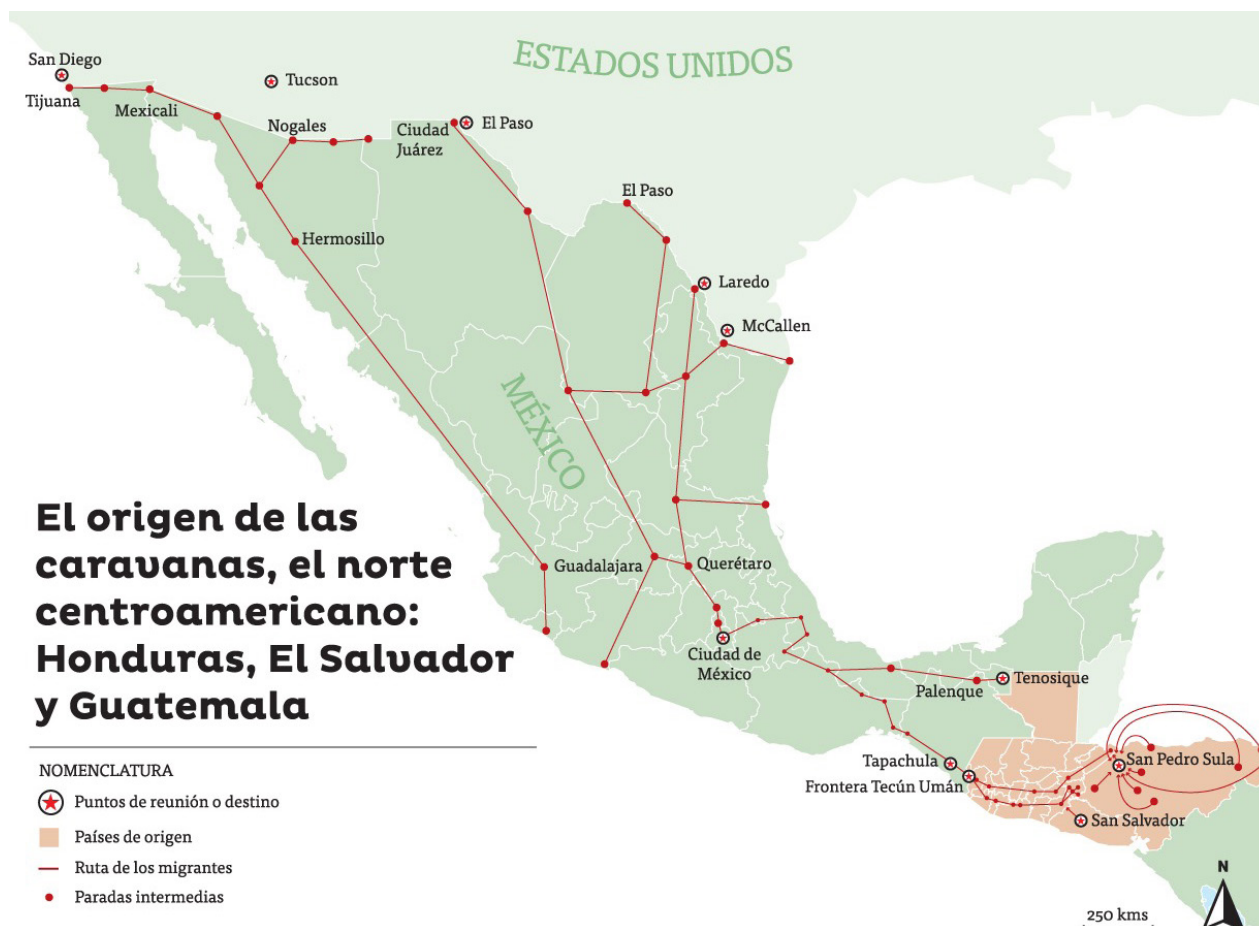 ESTADOS UNIDOS
San Diego
Tucson
Tijuana
Mexicali
Nogales
Ciudad
Juárez
El Paso
El Paso
Hermosillo
Laredo
McCallen
MÉXICO
El origen de las
caravanas, el norte
centroamericano:
Honduras, El Salvador
y Guatemala
Guadalajara
Querétaro
Ciudad de
México
Palenque
Tenosique
Tapachula
Frontera Tecún Umán
San Pedro Sula
San Salvador
NOMENCLATURA
Puntos de reunión o destino
Países de origen
Ruta de los migrantes
Paradas intermedias
N
250 kms